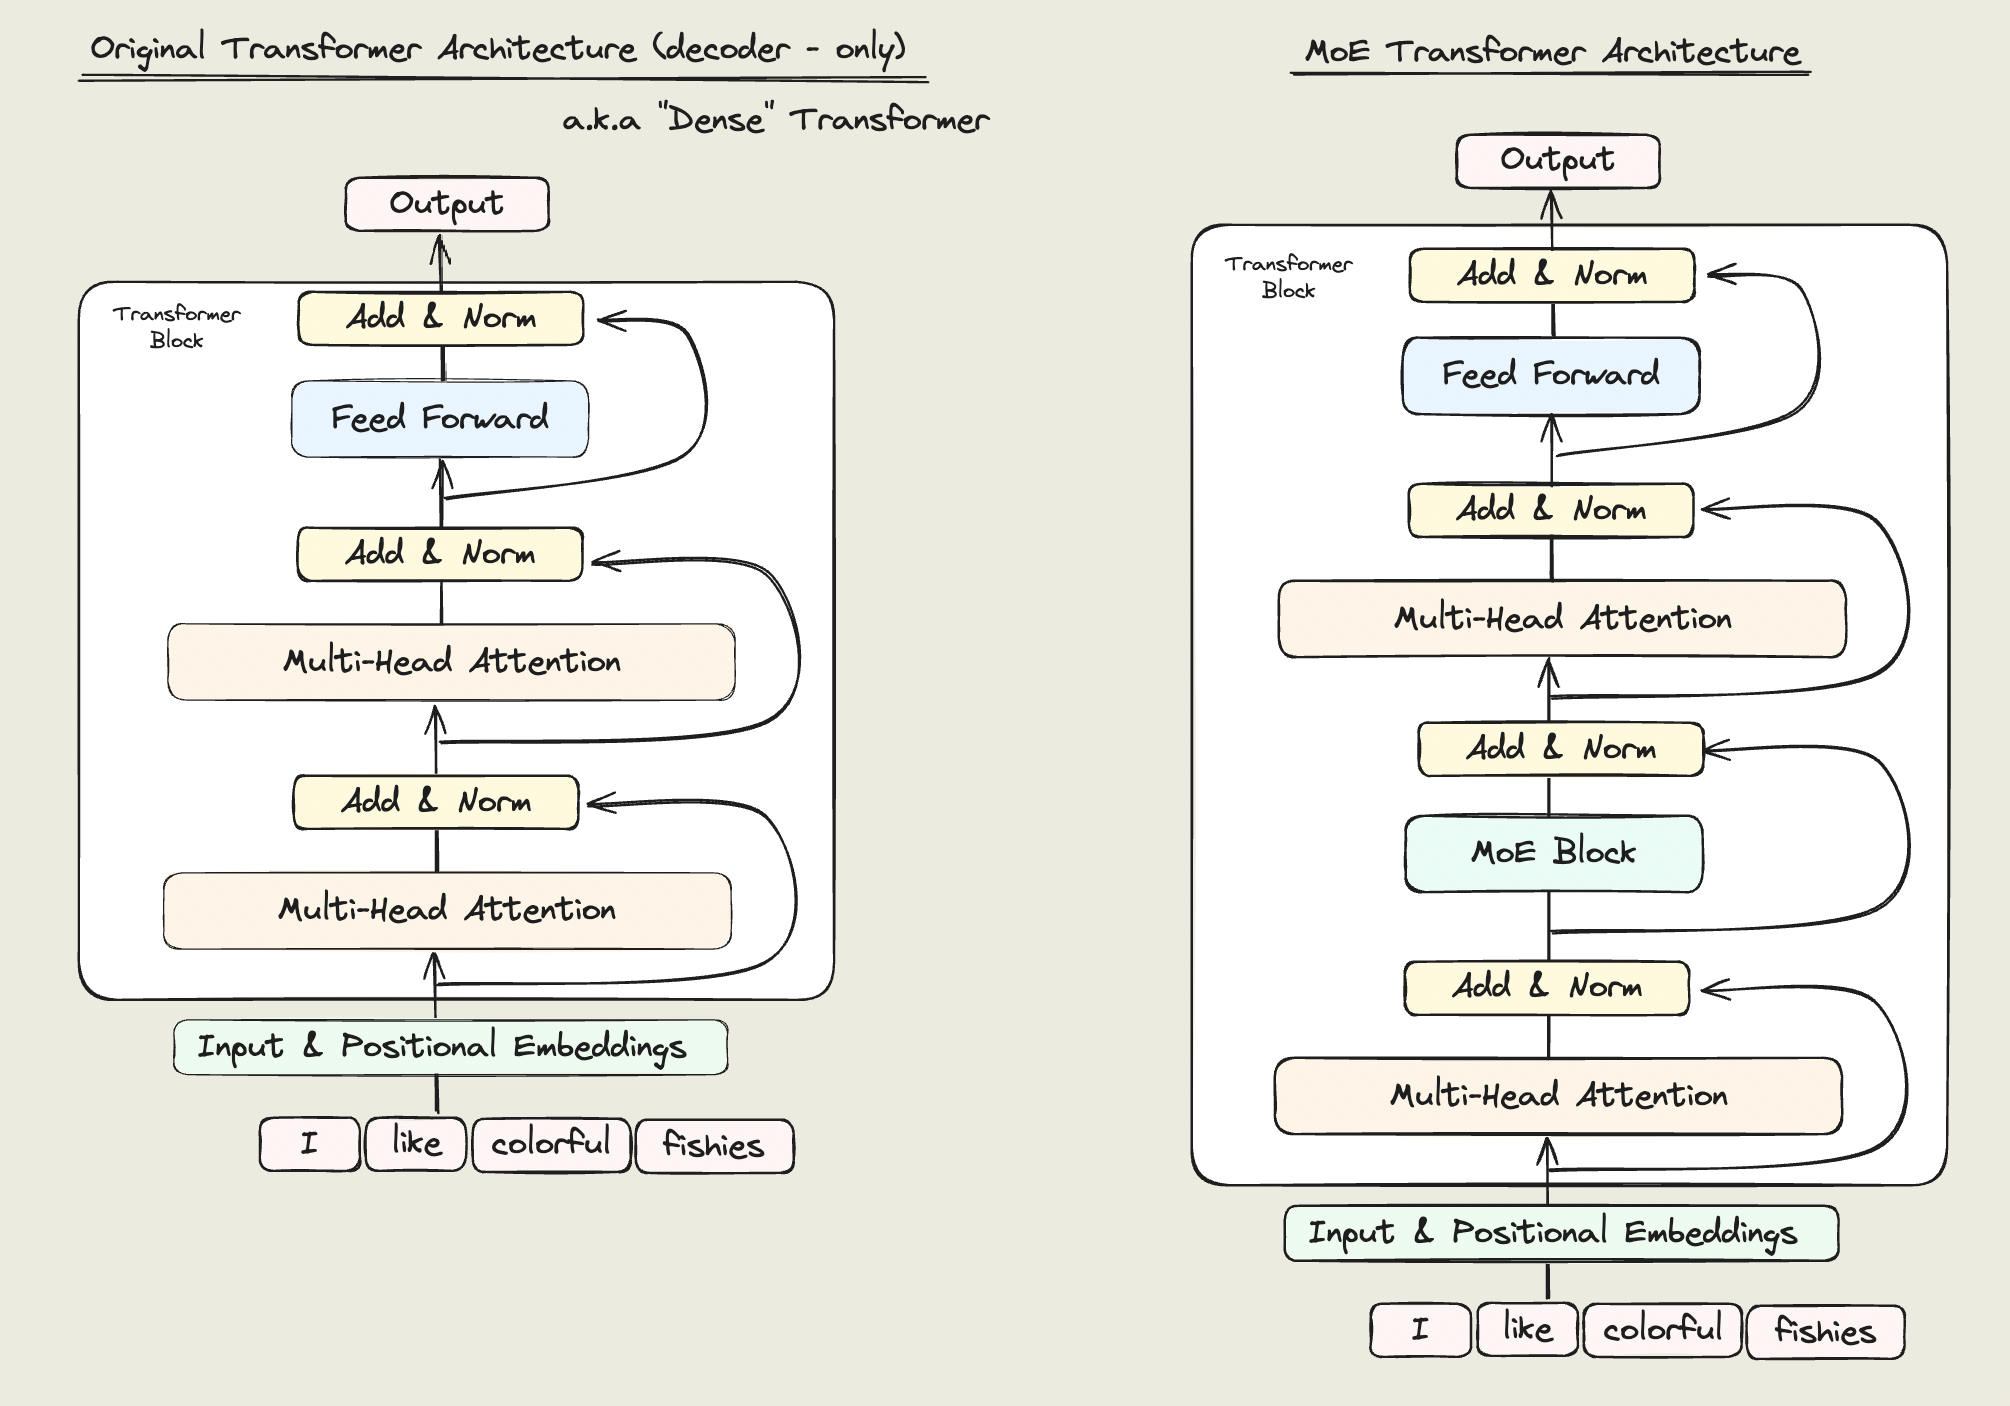 Original Transformer Architecture (decoder - only)
a.k.a "Dense" Transformer
Output
Transformer
Block
Add & Norm
Feed Forward
Add & Norm
Multi-Head Attention
Add & Norm
Multi-Head Attention
Input & Positional Embeddings
I like colorful fishies
MoE Transformer Architecture
Output
Transformer
Block
Add & Norm
Feed Forward
Add & Norm
Multi-Head Attention
Add & Norm
MoE Block
Add & Norm
Multi-Head Attention
Input & Positional Embeddings
I like colorful fishies